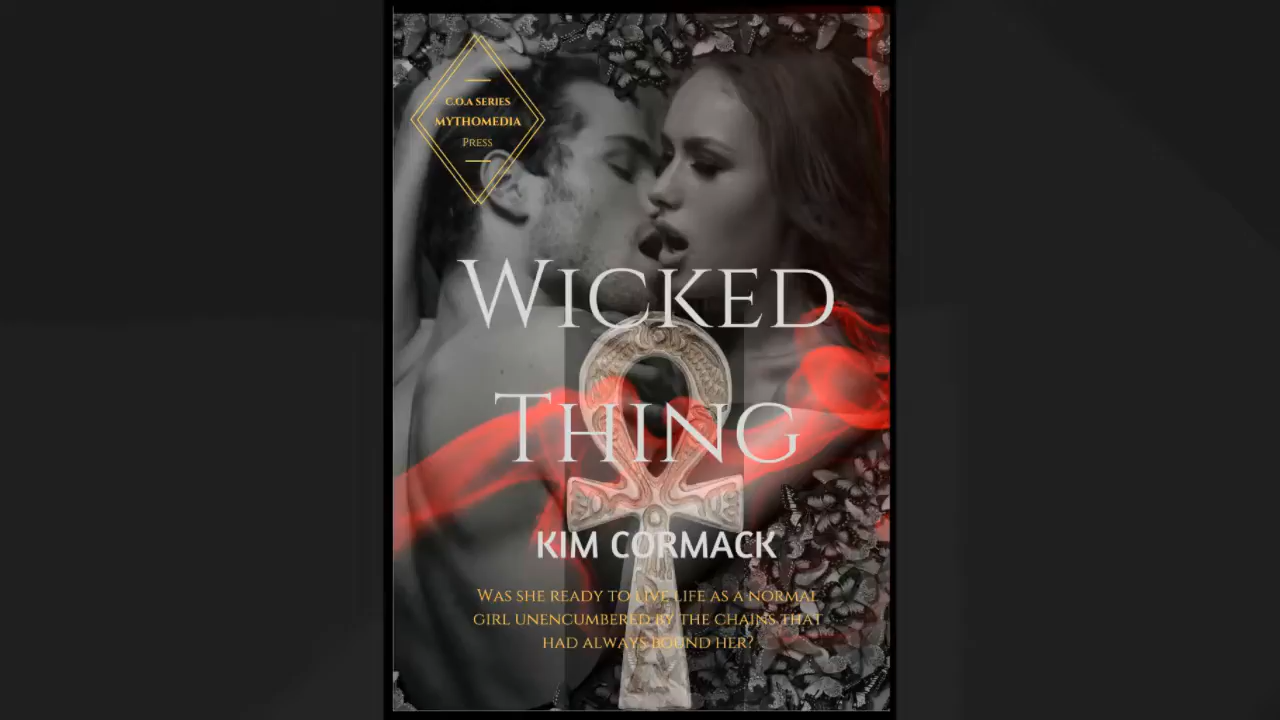 C.O.A SERIES
MYTHOMEDIA
PRESS
WICKED
THING
KIM CORMACK
WAS SHE READY TO LIVE LIFE AS A NORMAL
GIRL UNENCUMBERED BY THE CHAINS THAT
HAD ALWAYS BOUND HER?